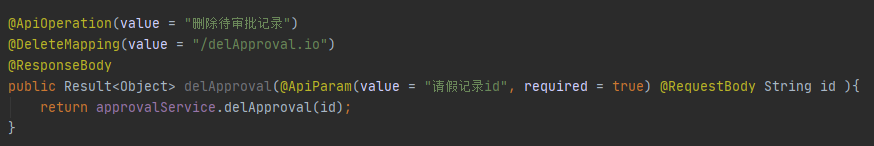 @ApiOperation(value = "删除待审批记录")
@DeleteMapping(value = "/delApproval.io")
@ResponseBody
public Result<Object> delApproval(@ApiParam(value = "请假记录id", required = true) @RequestBody String id ){
    return approvalService.delApproval(id);
}